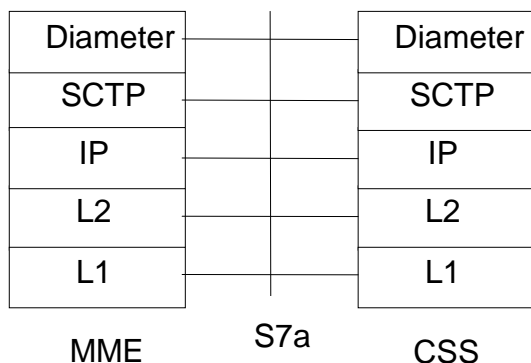 Diameter Diameter
SCTP SCTP
IP IP
L2 L2
L1 L1
MME S7a CSS